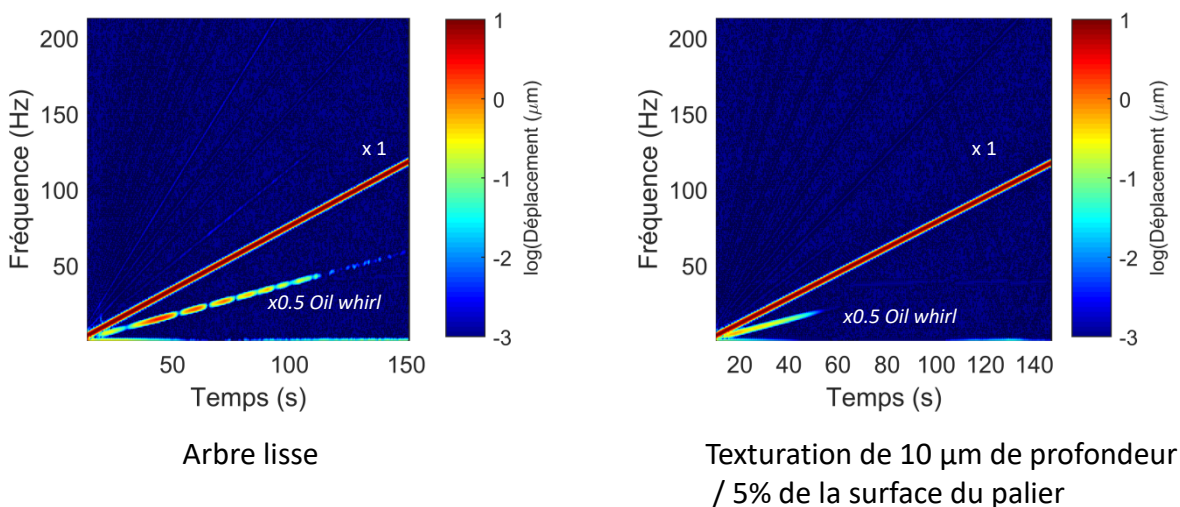 Fréquence (Hz)
200
150
100
50
x 1
x0.5 Oil whirl
50
100
150
Temps (s)
1
0
-1
-2
-3
log(Déplacement (μm)
Arbre lisse
Fréquence (Hz)
200
150
100
50
x 1
x0.5 Oil whirl
20
40
60
80
100
120
140
Temps (s)
1
0
-1
-2
-3
log(Déplacement (μm)
Texturation de 10 μm de profondeur
/ 5% de la surface du palier